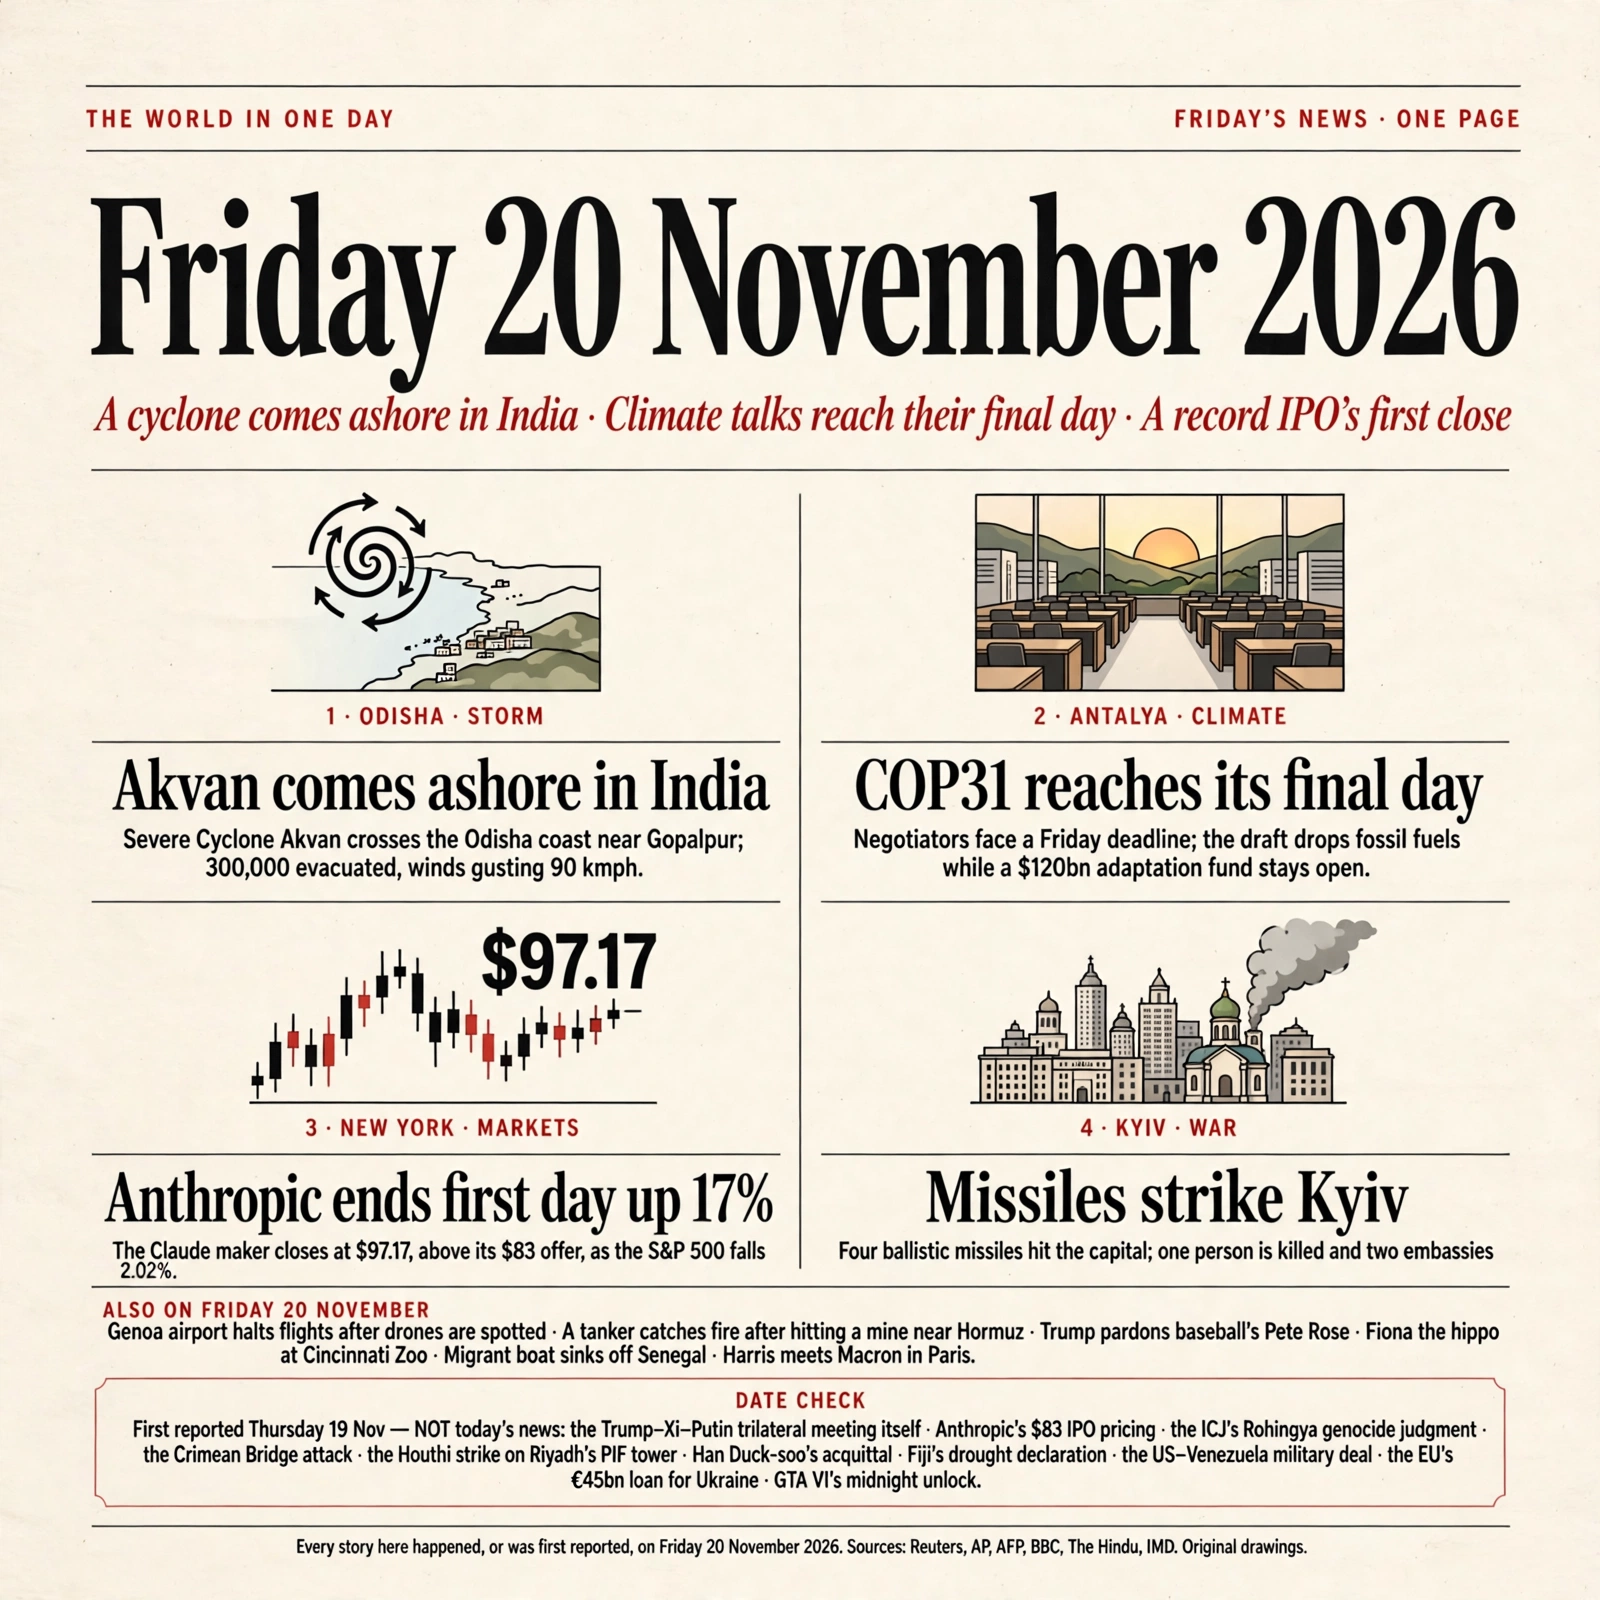 THE WORLD IN ONE DAY
FRIDAY’S NEWS · ONE PAGE
Friday 20 November 2026
A cyclone comes ashore in India · Climate talks reach their final day · A record IPO’s first close
1 · ODISHA · STORM
Akvan comes ashore in India
Severe Cyclone Akvan crosses the Odisha coast near Gopalpur;
300,000 evacuated, winds gusting 90 kmph.
2 · ANTALYA · CLIMATE
COP31 reaches its final day
Negotiators face a Friday deadline; the draft drops fossil fuels
while a $120bn adaptation fund stays open.
$97.17
3 · NEW YORK · MARKETS
Anthropic ends first day up 17%
The Claude maker closes at $97.17, above its $83 offer, as the S&P 500 falls
2.02%.
4 · KYIV · WAR
Missiles strike Kyiv
Four ballistic missiles hit the capital; one person is killed and two embassies
ALSO ON FRIDAY 20 NOVEMBER
Genoa airport halts flights after drones are spotted · A tanker catches fire after hitting a mine near Hormuz · Trump pardons baseball’s Pete Rose · Fiona the hippo
at Cincinnati Zoo · Migrant boat sinks off Senegal · Harris meets Macron in Paris.
DATE CHECK
First reported Thursday 19 Nov — NOT today’s news: the Trump–Xi–Putin trilateral meeting itself · Anthropic’s $83 IPO pricing · the ICJ’s Rohingya genocide judgment ·
the Crimean Bridge attack · the Houthi strike on Riyadh’s PIF tower · Han Duck-soo’s acquittal · Fiji’s drought declaration · the US–Venezuela military deal · the EU’s
€45bn loan for Ukraine · GTA VI’s midnight unlock.
Every story here happened, or was first reported, on Friday 20 November 2026. Sources: Reuters, AP, AFP, BBC, The Hindu, IMD. Original drawings.